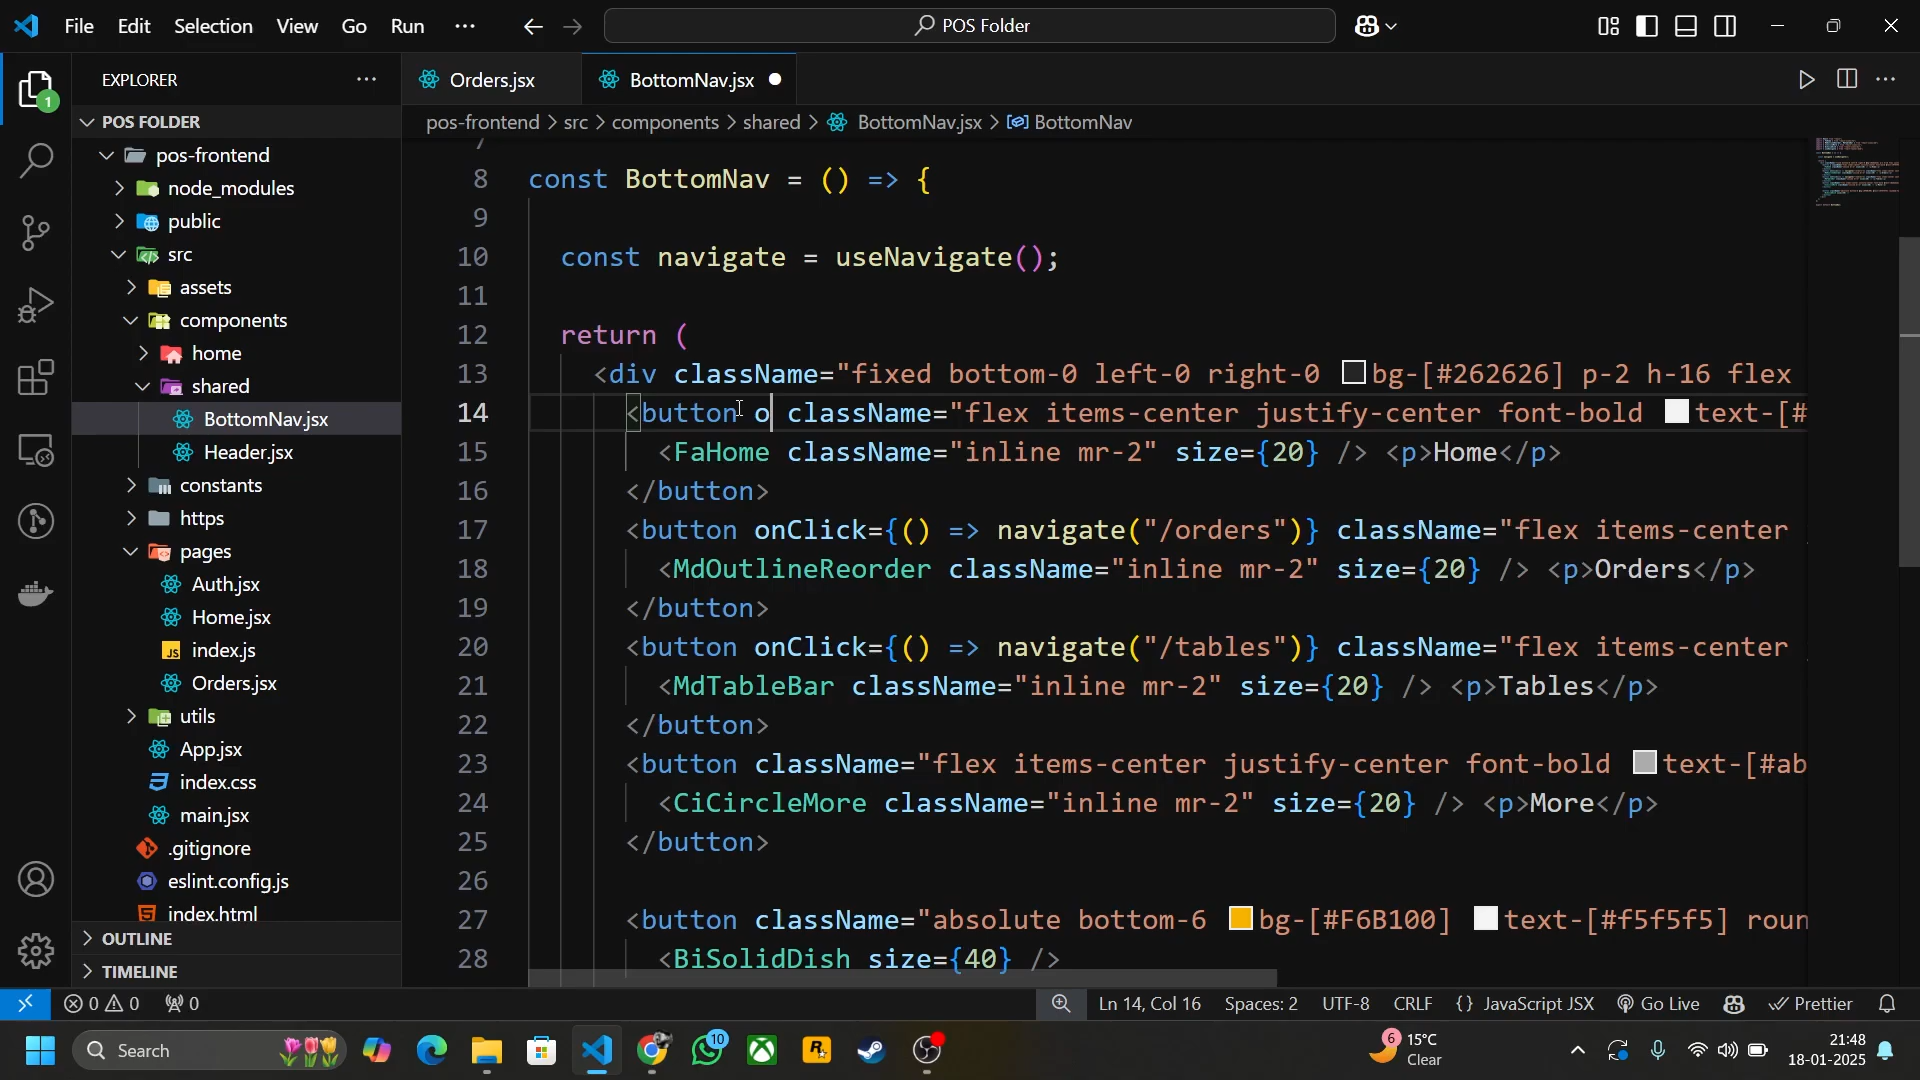 File Edit Selection View Go Run ···
POS Folder
EXPLORER
POS FOLDER
pos-frontend
node_modules
public
src
assets
components
home
shared
BottomNav.jsx
Header.jsx
constants
https
pages
Auth.jsx
Home.jsx
index.js
Orders.jsx
utils
App.jsx
index.css
main.jsx
.gitignore
eslint.config.js
index.html
OUTLINE
TIMELINE
Orders.jsx
BottomNav.jsx
pos-frontend > src > components > shared > BottomNav.jsx > BottomNav
7
8 const BottomNav = () => {
9
10 const navigate = useNavigate();
11
12 return (
13 <div className="fixed bottom-0 left-0 right-0 bg-[#262626] p-2 h-16 flex
14 <button o className="flex items-center justify-center font-bold text-[#
15 <FaHome className="inline mr-2" size={20} /> <p>Home</p>
16 </button>
17 <button onClick={() => navigate("/orders")} className="flex items-center
18 <MdOutlineReorder className="inline mr-2" size={20} /> <p>Orders</p>
19 </button>
20 <button onClick={() => navigate("/tables")} className="flex items-center
21 <MdTableBar className="inline mr-2" size={20} /> <p>Tables</p>
22 </button>
23 <button className="flex items-center justify-center font-bold text-[#ab
24 <CiCircleMore className="inline mr-2" size={20} /> <p>More</p>
25 </button>
26
27 <button className="absolute bottom-6 bg-[#F6B100] text-[#f5f5f5] roun
28 <BiSolidDish size={40} />
0 0 0
Ln 14, Col 16 Spaces: 2 UTF-8 CRLF {} JavaScript JSX Go Live Prettier
1
Search
10
6 15°C
Clear
21:48
18-01-2025